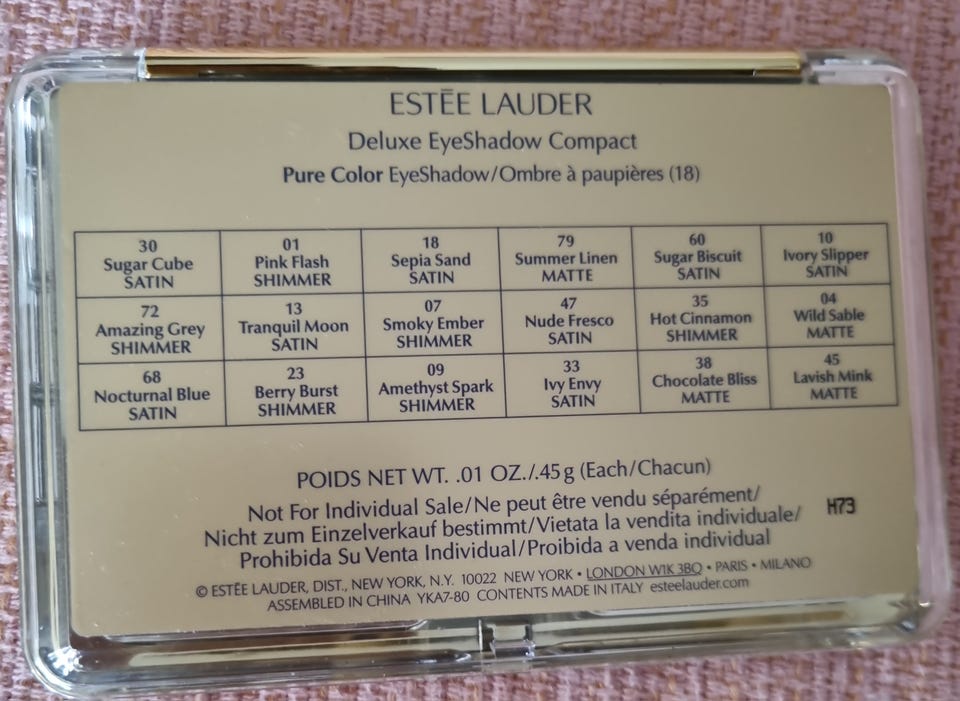 ESTĒE LAUDER
Deluxe EyeShadow Compact
Pure Color EyeShadow/Ombre à paupières (18)
30 01 18 79 60 10
Sugar Cube Pink Flash Sepia Sand Summer Linen Sugar Biscuit Ivory Slipper
SATIN SHIMMER SATIN MATTE SATIN SATIN
72 13 07 47 35 04
Amazing Grey Tranquil Moon Smoky Ember Nude Fresco Hot Cinnamon Wild Sable
SHIMMER SATIN SHIMMER SATIN SHIMMER MATTE
68 23 09 33 38 45
Nocturnal Blue Berry Burst Amethyst Spark Ivy Envy Chocolate Bliss Lavish Mink
SATIN SHIMMER SHIMMER SATIN MATTE MATTE
POIDS NET WT. .01 OZ./.45 g (Each/Chacun)
Not For Individual Sale/Ne peut être vendu séparément/
Nicht zum Einzelverkauf bestimmt/Vietata la vendita individuale/
Prohibida Su Venta Individual/Proibida a venda individual
H73
© ESTĒE LAUDER, DIST., NEW YORK, N.Y. 10022 NEW YORK • LONDON W1K 3BQ • PARIS • MILANO
ASSEMBLED IN CHINA YKA7-80 CONTENTS MADE IN ITALY esteelauder.com